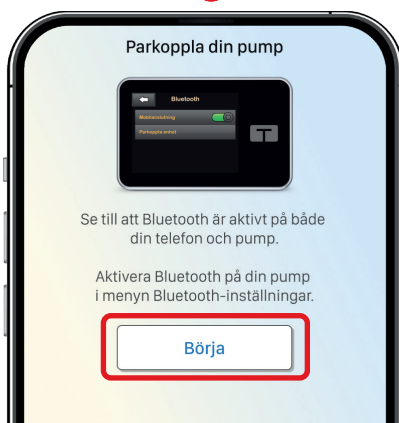 Parkoppla din pump
Bluetooth
Mobilanslutning
Parkoppla enhet
Se till att Bluetooth är aktivt på både
din telefon och pump.
Aktivera Bluetooth på din pump
i menyn Bluetooth-inställningar.
Börja